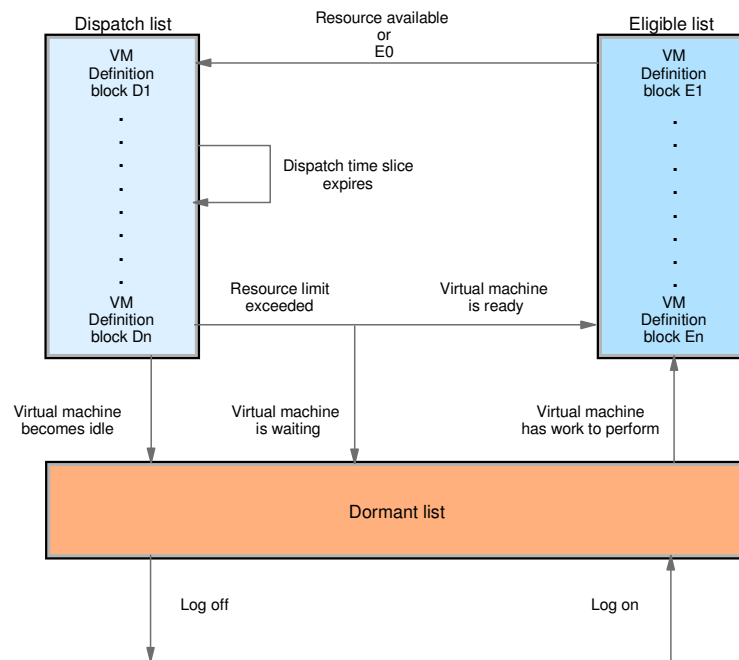 Dispatch list
Resource available
or
E0
Eligible list
VM
Definition
block D1
VM
Definition
block E1
Dispatch time slice
expires
Resource limit
exceeded
Virtual machine
is ready
VM
Definition
block Dn
VM
Definition
block En
Virtual machine
becomes idle
Virtual machine
is waiting
Virtual machine
has work to perform
Dormant list
Log off
Log on